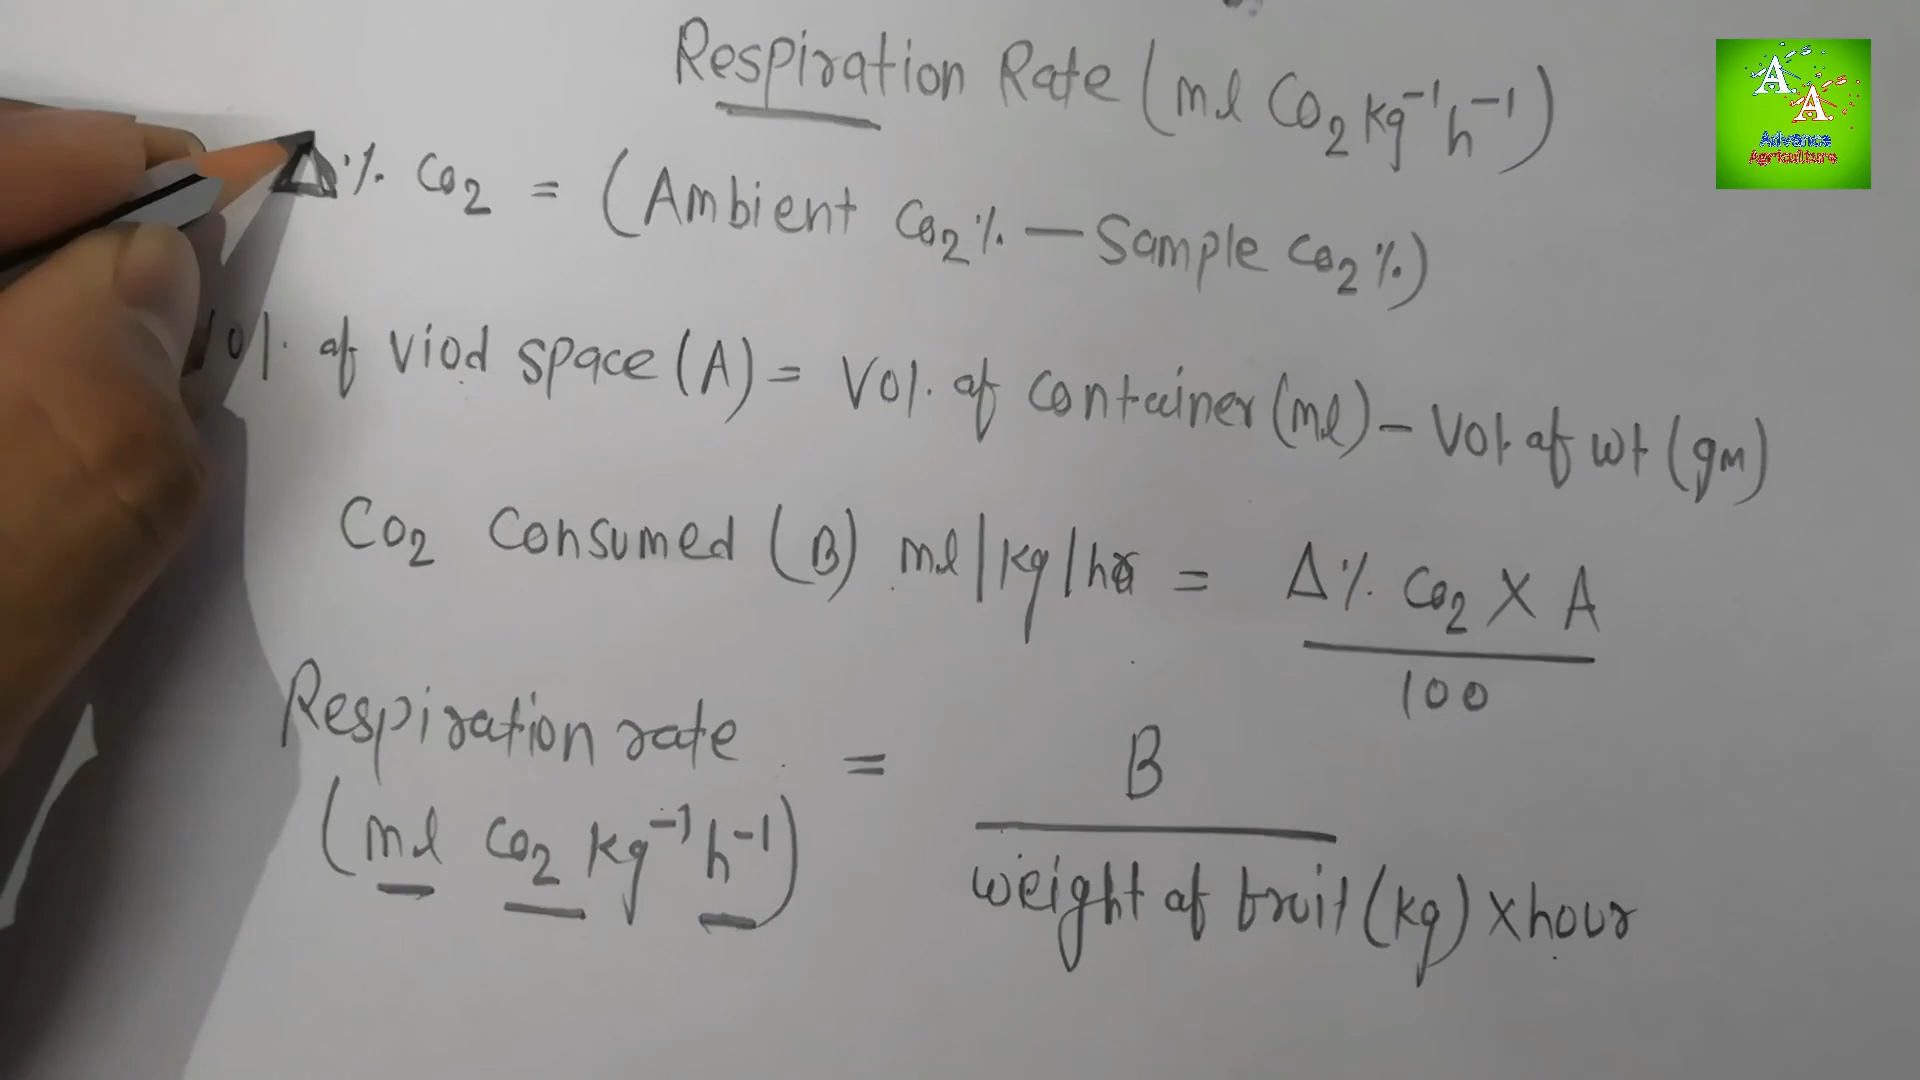 Respiration Rate (ml CO₂ kg⁻¹ h⁻¹)
Δ% CO₂ = (Ambient CO₂% — Sample CO₂%)
Vol. of Viod space (A) = Vol. of Container (ml) – Vol. of wt (gm)
CO₂ Consumed (B) ml/kg/hr = Δ% CO₂ X A
100
Respiration rate = B
(ml CO₂ kg⁻¹ h⁻¹) weight of fruit (kg) X hour
A
A
Advance
Agriculture